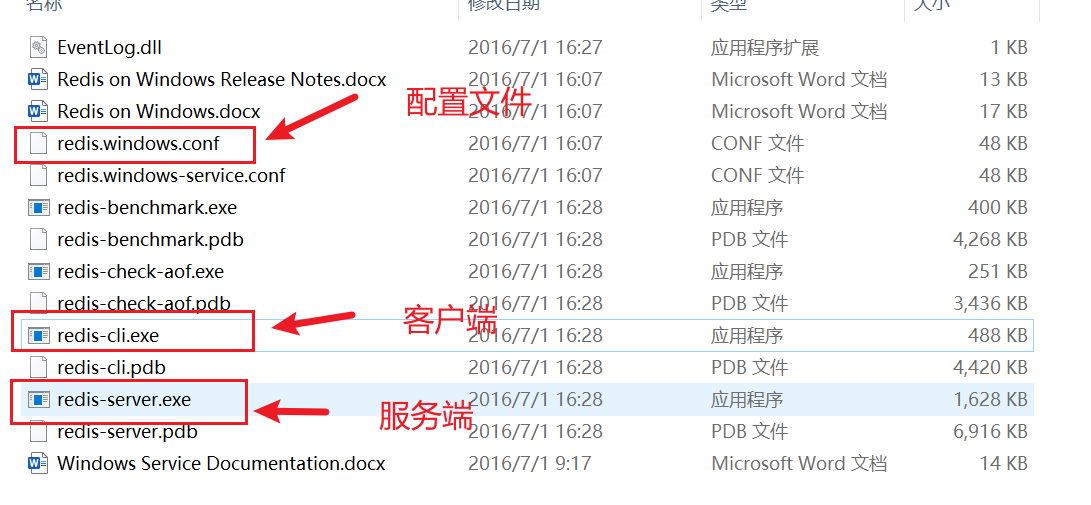 名称 修改日期 类型 大小
EventLog.dll 2016/7/1 16:27 应用程序扩展 1 KB
Redis on Windows Release Notes.docx 2016/7/1 16:07 Microsoft Word 文档 13 KB
配置文件
Redis on Windows.docx 2016/7/1 16:07 Microsoft Word 文档 17 KB
redis.windows.conf 2016/7/1 16:07 CONF 文件 48 KB
redis.windows-service.conf 2016/7/1 16:07 CONF 文件 48 KB
redis-benchmark.exe 2016/7/1 16:28 应用程序 400 KB
redis-benchmark.pdb 2016/7/1 16:28 PDB 文件 4,268 KB
redis-check-aof.exe 2016/7/1 16:28 应用程序 251 KB
redis-check-aof.pdb 2016/7/1 16:28 PDB 文件 3,436 KB
客户端
redis-cli.exe 2016/7/1 16:28 应用程序 488 KB
redis-cli.pdb 2016/7/1 16:28 PDB 文件 4,420 KB
redis-server.exe 2016/7/1 16:28 应用程序 1,628 KB
服务端
redis-server.pdb 2016/7/1 16:28 PDB 文件 6,916 KB
Windows Service Documentation.docx 2016/7/1 9:17 Microsoft Word 文档 14 KB